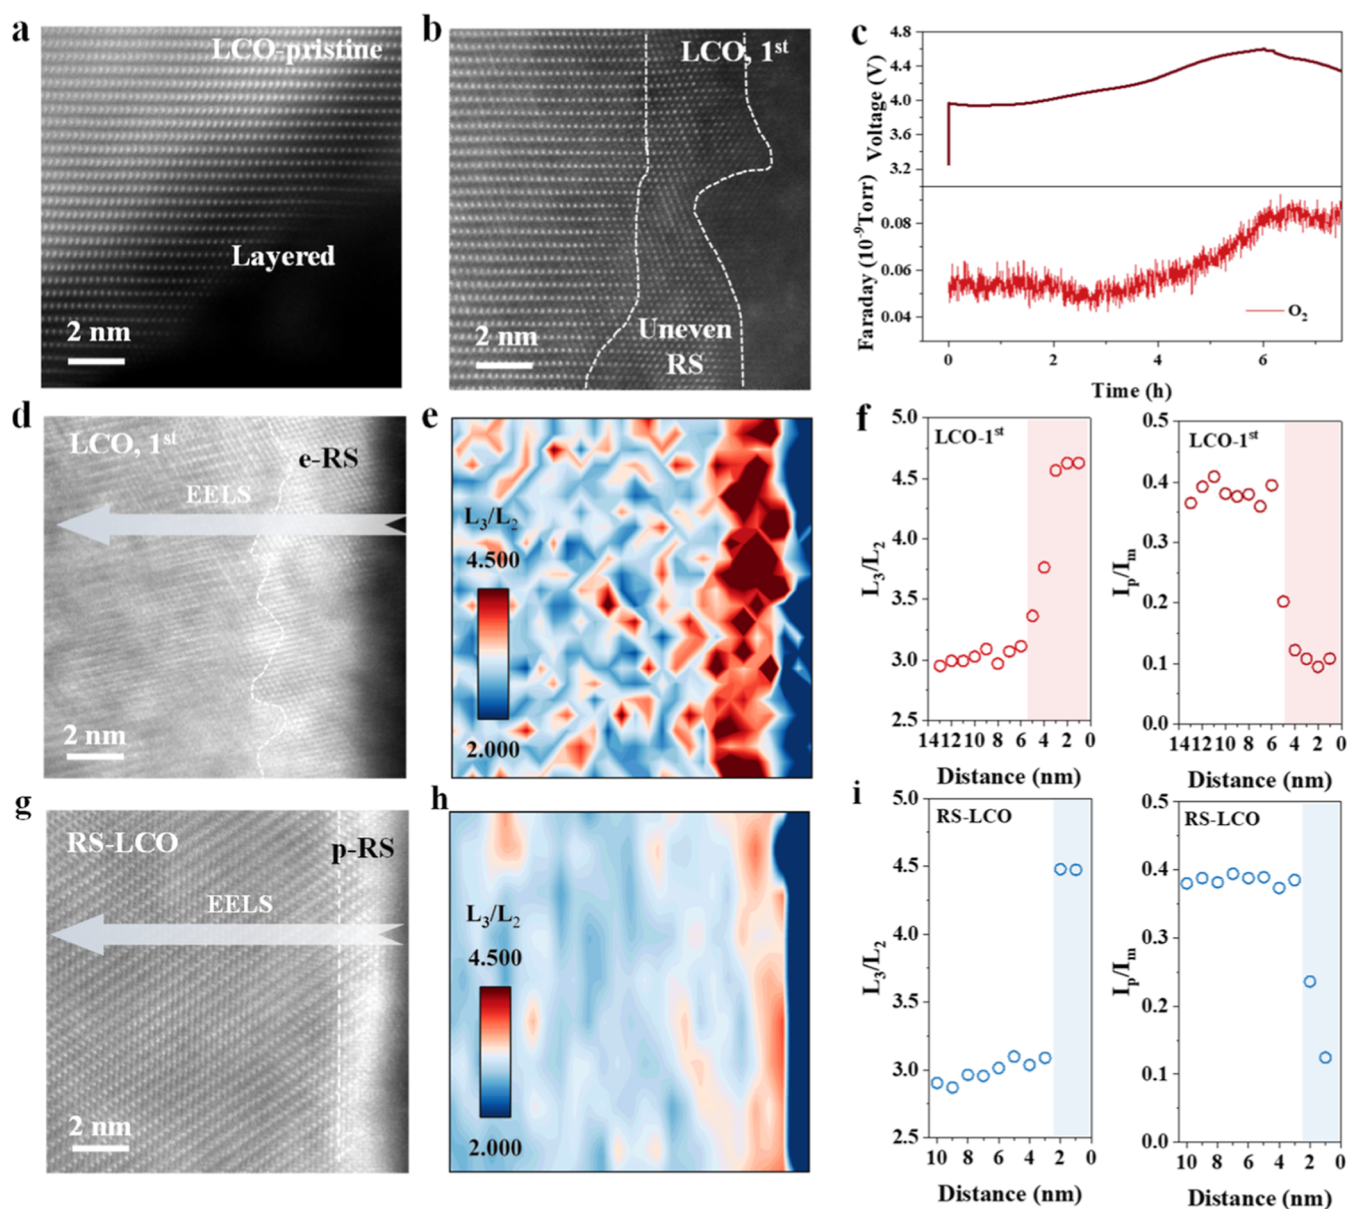 a
LCO-pristine
Layered
2 nm
b
LCO, 1st
Uneven
RS
2 nm
c
Voltage (V)
4.8
4.4
4.0
3.6
3.2
Faraday (10-9Torr)
0.08
0.06
0.04
O2
0 2 4 6
Time (h)
d
LCO, 1st
e-RS
EELS
2 nm
e
L3/L2
4.500
2.000
f
LCO-1st
L3/L2
5.0
4.5
4.0
3.5
3.0
2.5
14 12 10 8 6 4 2 0
Distance (nm)
LCO-1st
Ip/Im
0.5
0.4
0.3
0.2
0.1
0.0
14 12 10 8 6 4 2 0
Distance (nm)
g
RS-LCO
p-RS
EELS
2 nm
h
L3/L2
4.500
2.000
i
RS-LCO
L3/L2
5.0
4.5
4.0
3.5
3.0
2.5
10 8 6 4 2 0
Distance (nm)
RS-LCO
Ip/Im
0.5
0.4
0.3
0.2
0.1
0.0
10 8 6 4 2 0
Distance (nm)